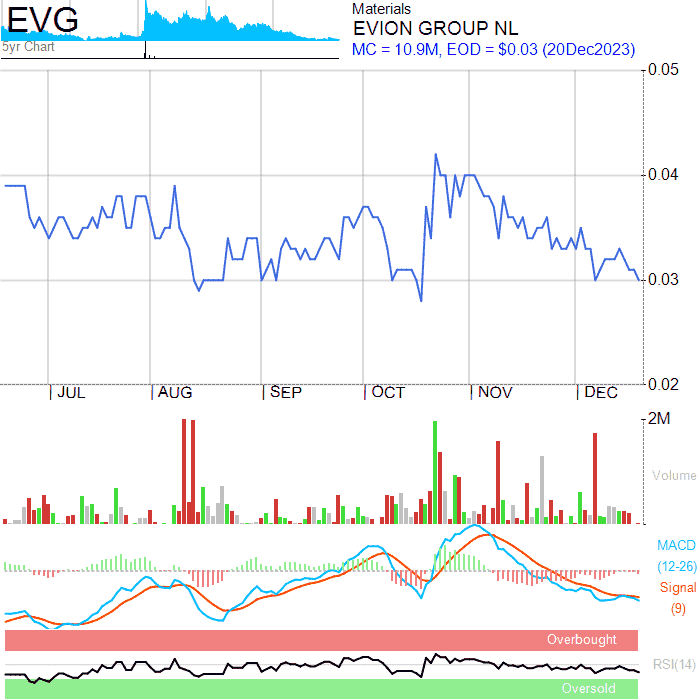 EVG
5yr Chart
Materials
EVION GROUP NL
MC = 10.9M, EOD = $0.03 (20Dec2023)
0.05
0.04
0.03
0.02
JUL AUG SEP OCT NOV DEC
2M
Volume
MACD
(12-26)
Signal
(9)
Overbought
RSI(14)
Oversold